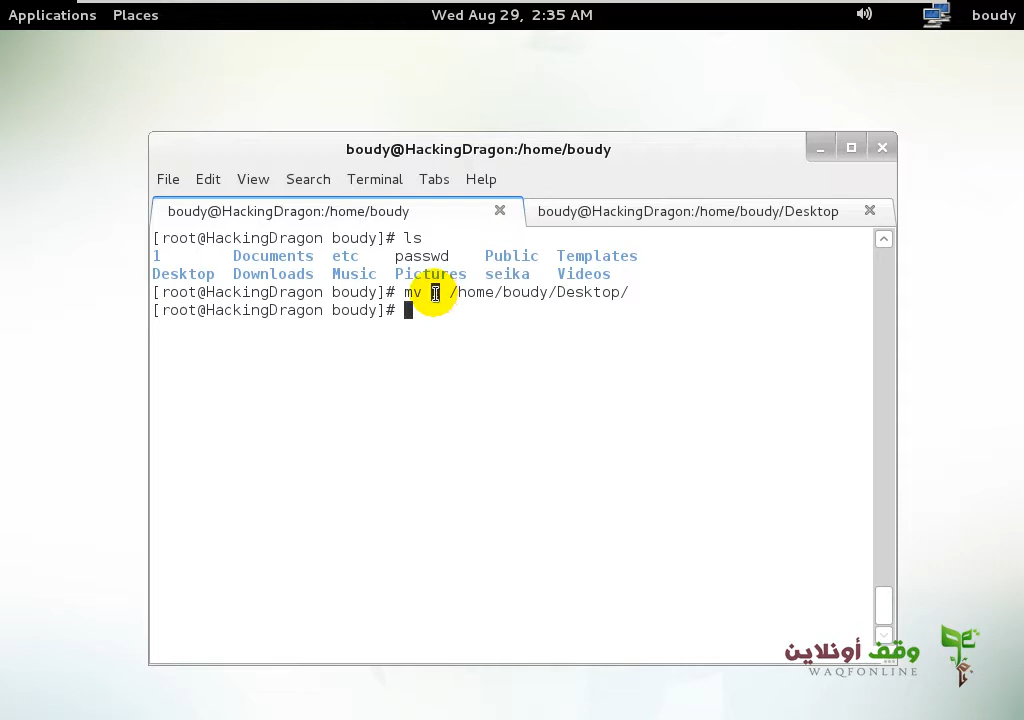 Applications Places Wed Aug 29, 2:35 AM boudy
boudy@HackingDragon:/home/boudy
File Edit View Search Terminal Tabs Help
boudy@HackingDragon:/home/boudy boudy@HackingDragon:/home/boudy/Desktop
[root@HackingDragon boudy]# ls
1 Documents etc passwd Public Templates
Desktop Downloads Music Pictures seika Videos
[root@HackingDragon boudy]# mv /home/boudy/Desktop/
[root@HackingDragon boudy]#
وقف أونلاين
WAQFONLINE